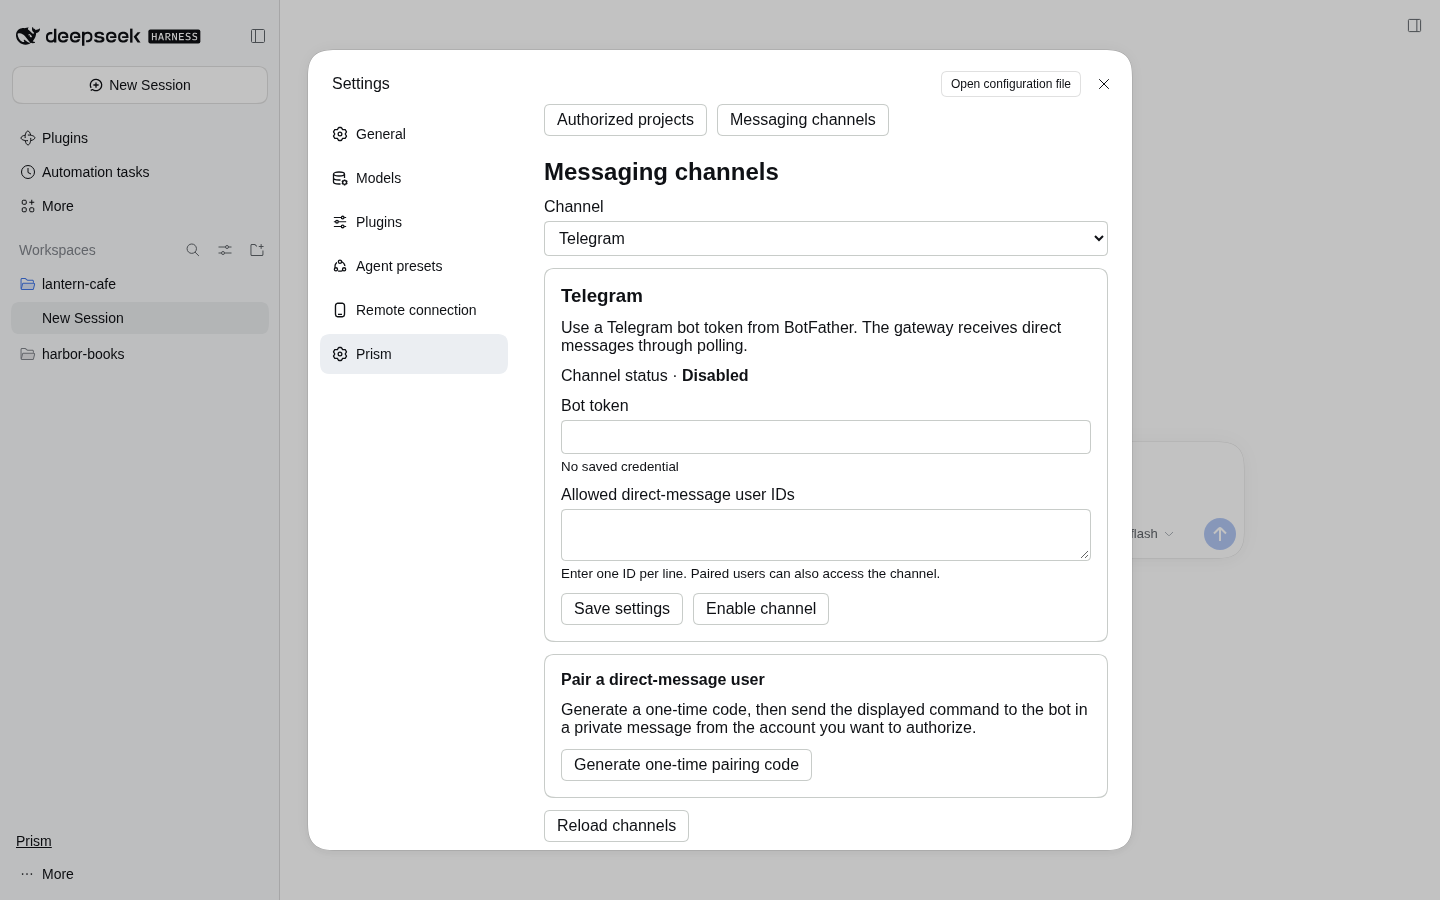 deepseek HARNESS
New Session
Plugins
Automation tasks
More
Workspaces
lantern-cafe
New Session
harbor-books
Prism
More
Settings
Open configuration file
General
Models
Plugins
Agent presets
Remote connection
Prism
Authorized projects
Messaging channels
Messaging channels
Channel
Telegram
Telegram
Use a Telegram bot token from BotFather. The gateway receives direct
messages through polling.
Channel status · Disabled
Bot token
No saved credential
Allowed direct-message user IDs
Enter one ID per line. Paired users can also access the channel.
Save settings
Enable channel
Pair a direct-message user
Generate a one-time code, then send the displayed command to the bot in
a private message from the account you want to authorize.
Generate one-time pairing code
Reload channels
flash